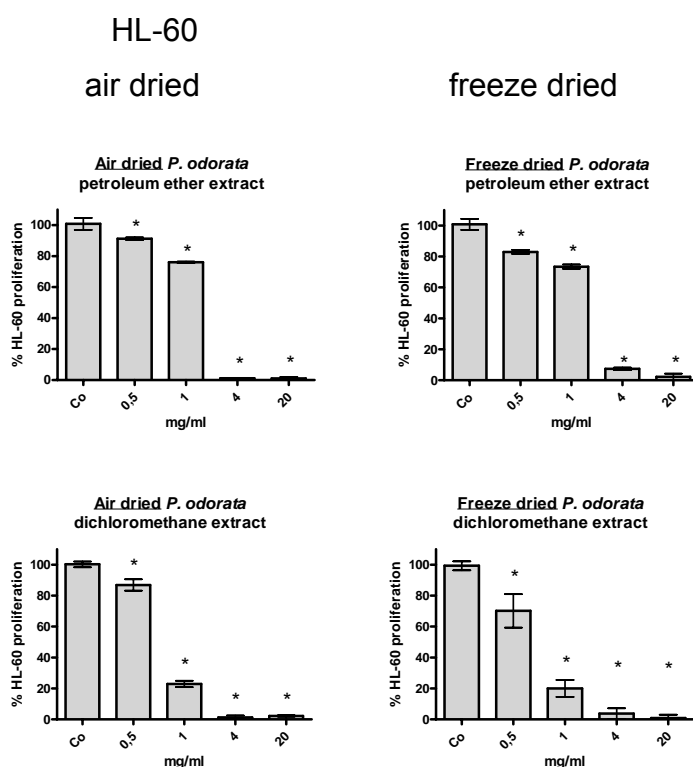 HL-60
air dried
freeze dried
Air dried P. odorata
petroleum ether extract
% HL-60 proliferation
100
80
60
40
20
0
*
*
*
*
Co
0,5
1
4
20
mg/ml
Freeze dried P. odorata
petroleum ether extract
% HL-60 proliferation
100
80
60
40
20
0
*
*
*
*
Co
0,5
1
4
20
mg/ml
Air dried P. odorata
dichloromethane extract
% HL-60 proliferation
100
80
60
40
20
0
*
*
*
*
Co
0,5
1
4
20
mg/ml
Freeze dried P. odorata
dichloromethane extract
% HL-60 proliferation
100
80
60
40
20
0
*
*
*
*
Co
0,5
1
4
20
mg/ml